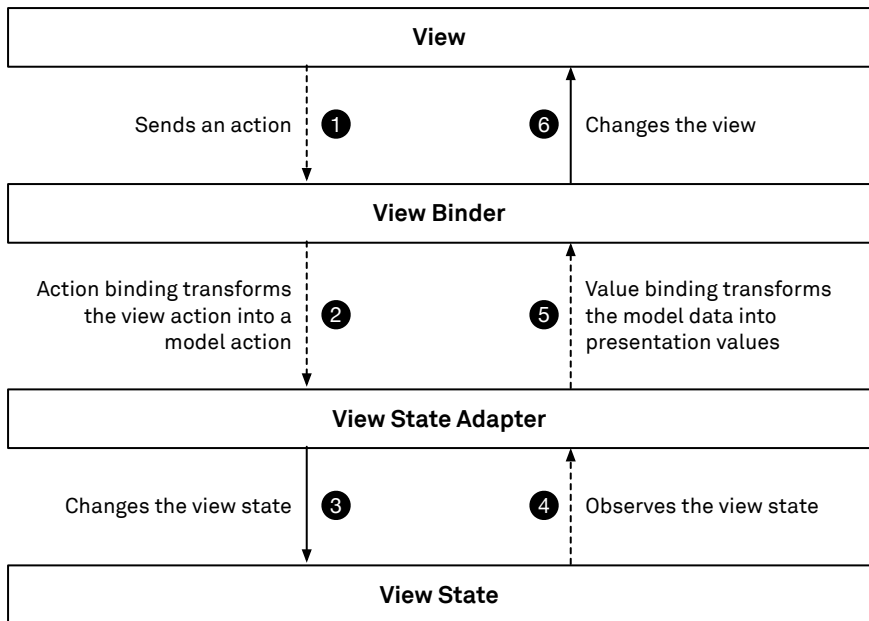 View
Sends an action
1
6
Changes the view
View Binder
Action binding transforms
the view action into a
model action
2
5
Value binding transforms
the model data into
presentation values
View State Adapter
Changes the view state
3
4
Observes the view state
View State